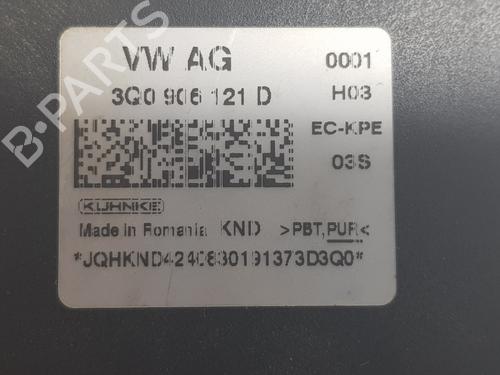 VW AG 0001
3Q0 906 121 D H03
EC-KPE
03S
KUHNKE
Made in Romania KND >PBT,PUR<
*JQHKND4240830191373D3Q0*
B-PARTS